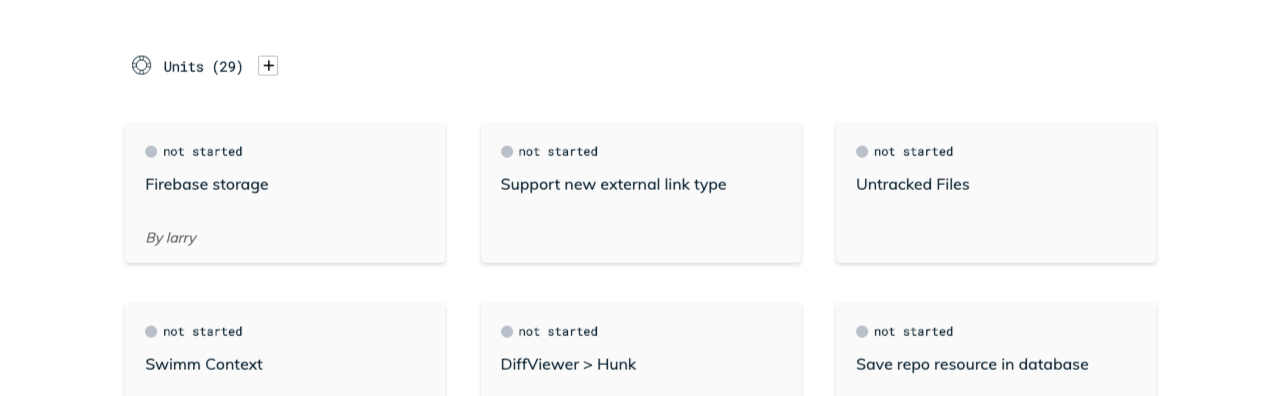 Units (29) +
not started
Firebase storage
By larry
not started
Support new external link type
not started
Untracked Files
not started
Swimm Context
not started
DiffViewer > Hunk
not started
Save repo resource in database